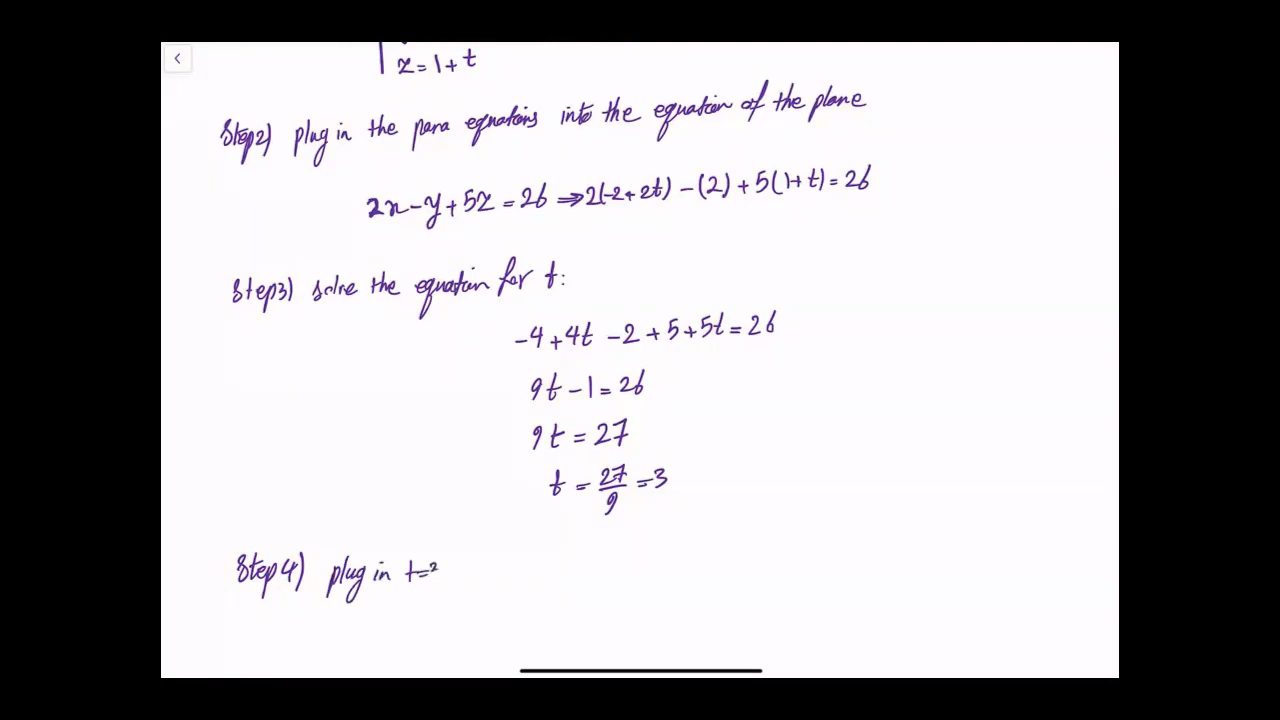 z = 1 + t
Step2) plug in the para equations into the equation of the plane
2x - y + 5z = 26 ⇒ 2(-2 + 2t) - (2) + 5(1 + t) = 26
Step3) solve the equation for t:
-4 + 4t - 2 + 5 + 5t = 26
9t - 1 = 26
9t = 27
t = 27/9 = 3
Step4) plug in t =